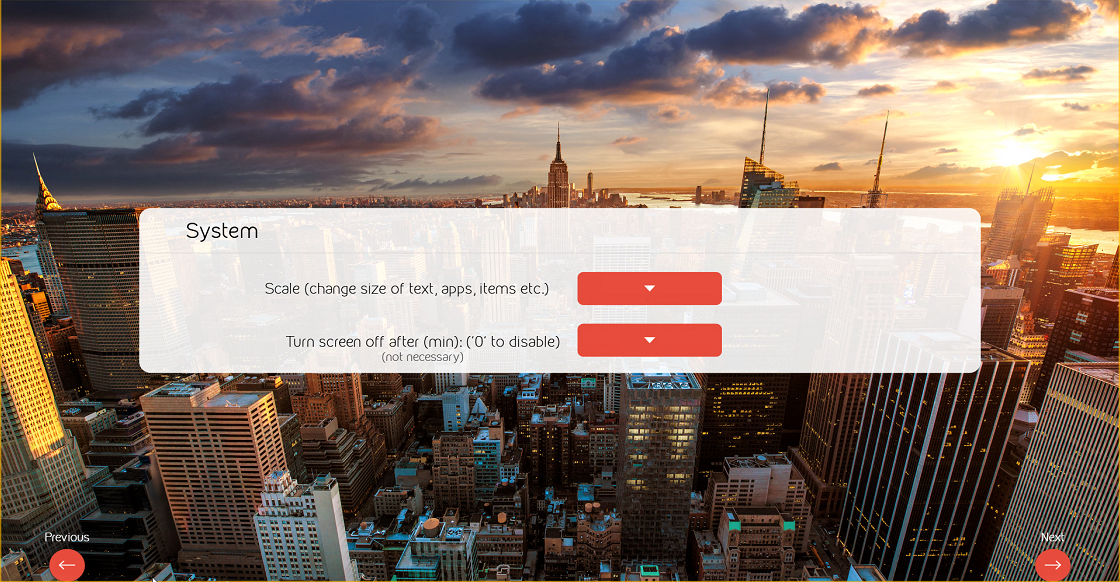 System
Scale (change size of text, apps, items etc.)
Turn screen off after (min): ('0' to disable)
(not necessary)
Previous
Next